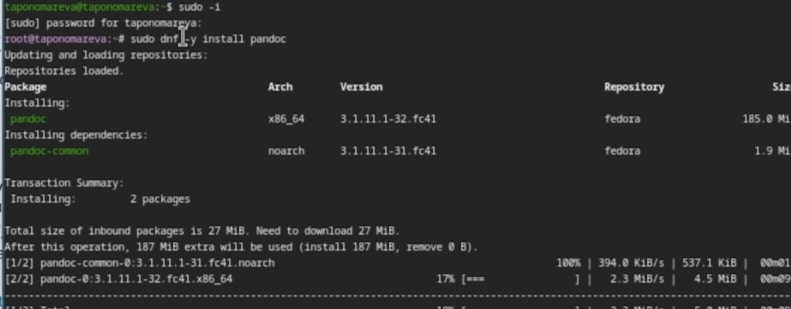 taponomareva@taponomareva:~$ sudo -i
[sudo] password for taponomareva:
root@taponomareva:~# sudo dnf -y install pandoc
Updating and loading repositories:
Repositories loaded.
Package Arch Version Repository Siz
Installing:
pandoc x86_64 3.1.11.1-32.fc41 fedora 185.0 Mi
Installing dependencies:
pandoc-common noarch 3.1.11.1-31.fc41 fedora 1.9 Mi
Transaction Summary:
Installing: 2 packages
Total size of inbound packages is 27 MiB. Need to download 27 MiB.
After this operation, 187 MiB extra will be used (install 187 MiB, remove 0 B).
[1/2] pandoc-common-0:3.1.11.1-31.fc41.noarch 100% | 394.0 KiB/s | 537.1 KiB | 00m01
[2/2] pandoc-0:3.1.11.1-32.fc41.x86_64 17% [=== ] | 2.3 MiB/s | 4.5 MiB | 00m09